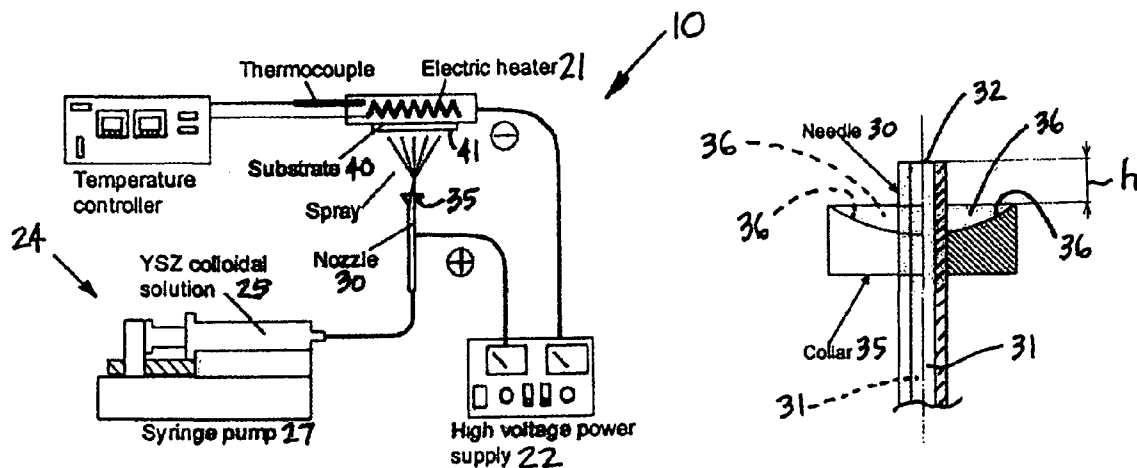 10
Thermocouple
Electric heater 21
−
Substrate 40
41
Temperature
controller
Spray
35
24
YSZ colloidal
solution 25
Nozzle
30
+
Syringe pump 27
High voltage power
supply 22
32
Needle 30
36
36
h
36
36
Collar 35
31
31